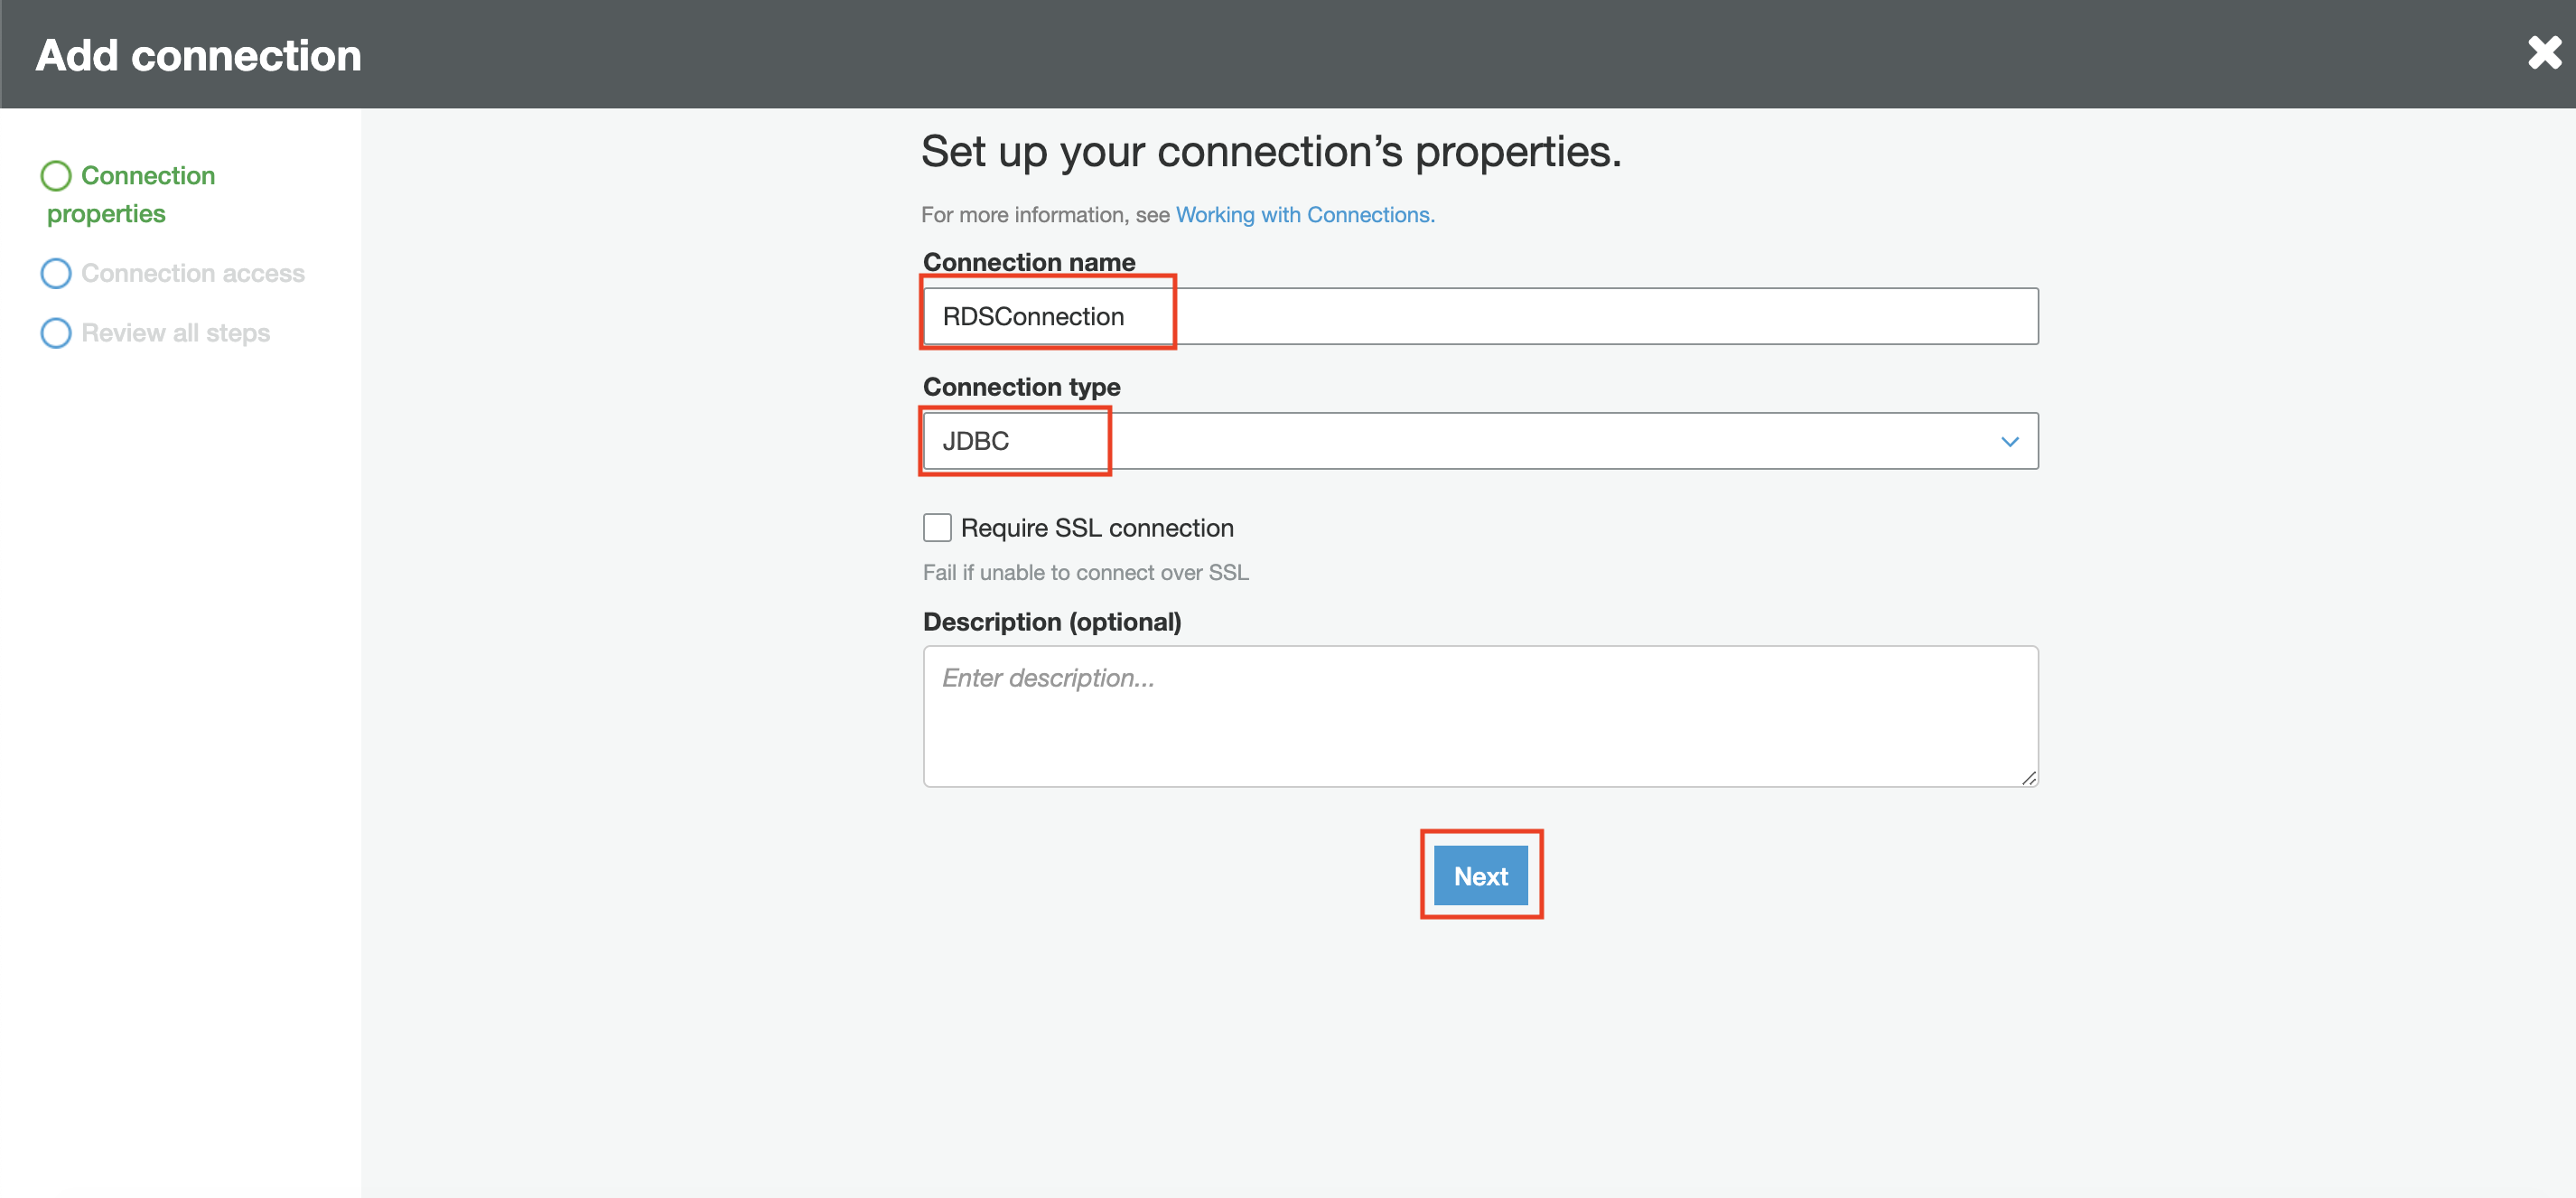 Add connection
Connection
properties
Connection access
Review all steps
Set up your connection’s properties.
For more information, see Working with Connections.
Connection name
RDSConnection
Connection type
JDBC
Require SSL connection
Fail if unable to connect over SSL
Description (optional)
Enter description...
Next